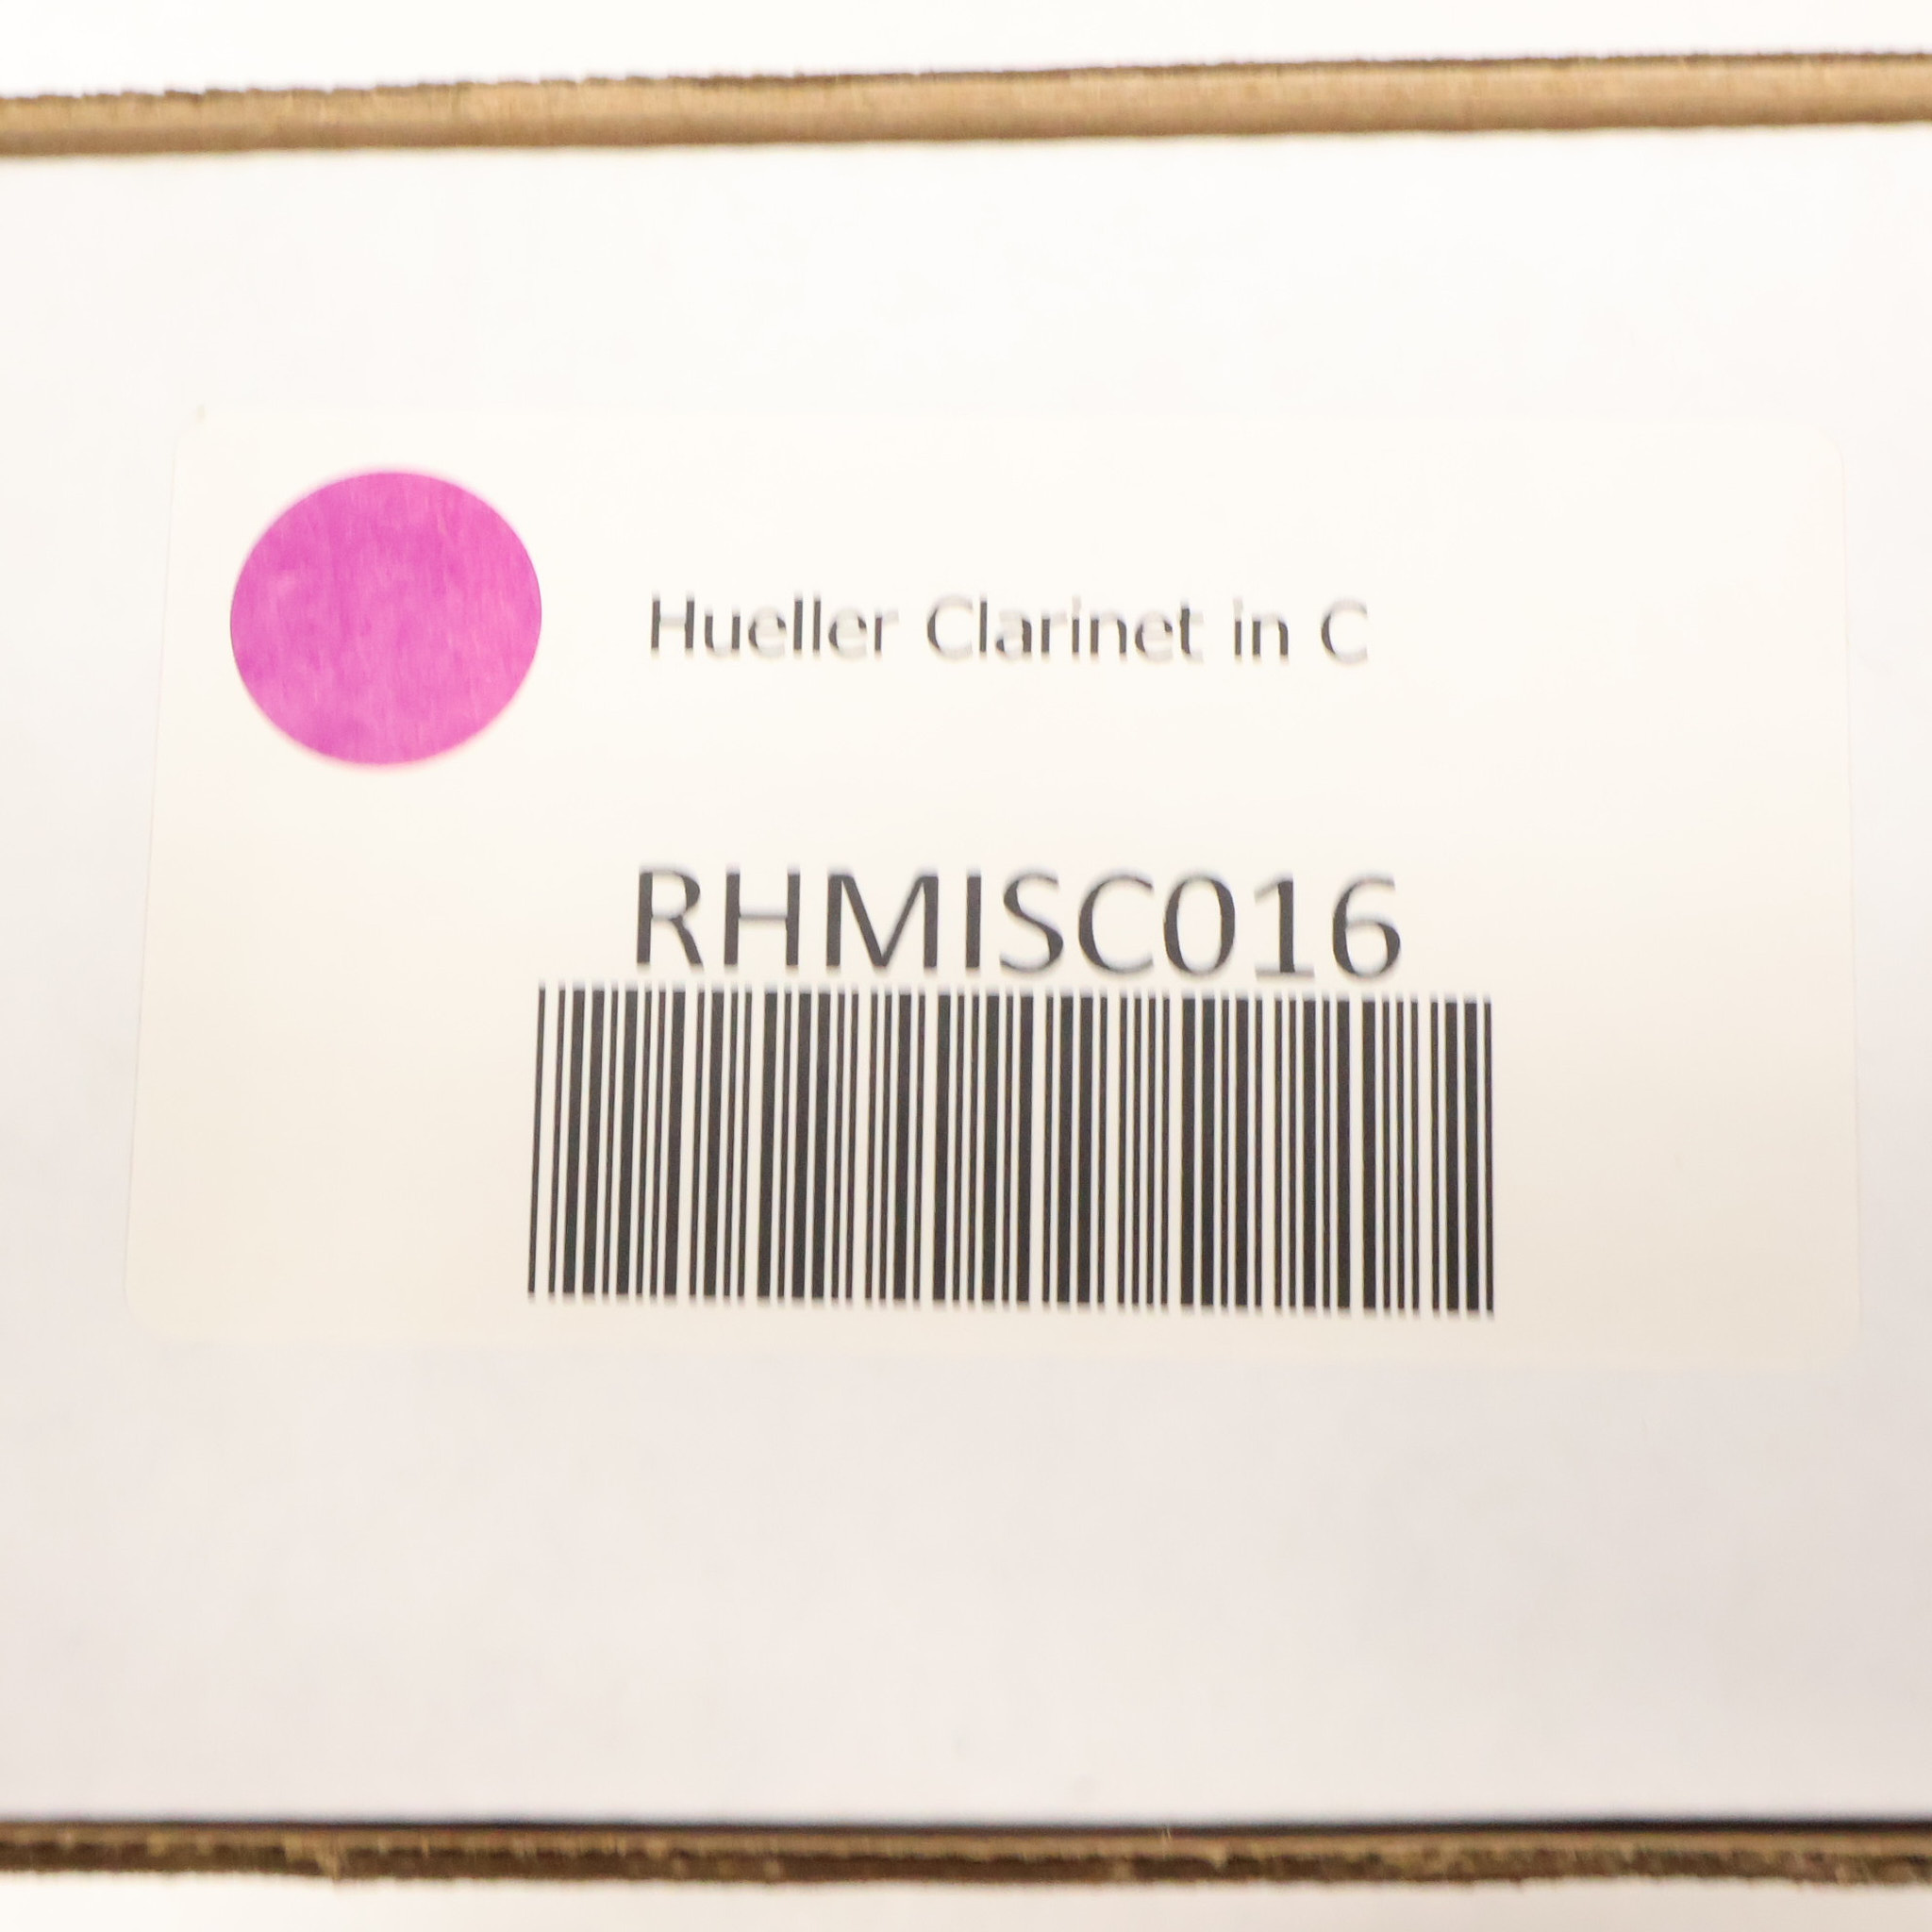 Hueller Clarinet in C
RHMISC016